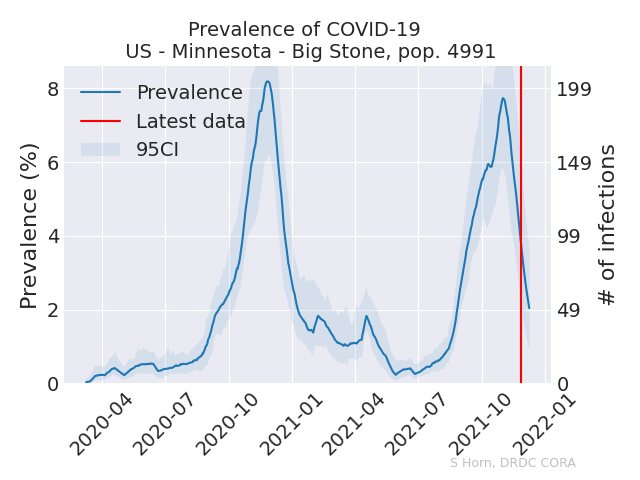 Prevalence of COVID-19
US - Minnesota - Big Stone, pop. 4991
Prevalence
Latest data
95CI
Prevalence (%)
8
6
4
2
0
199
149
99
49
0
# of infections
2020-04
2020-07
2020-10
2021-01
2021-04
2021-07
2021-10
2022-01
S Horn, DRDC CORA